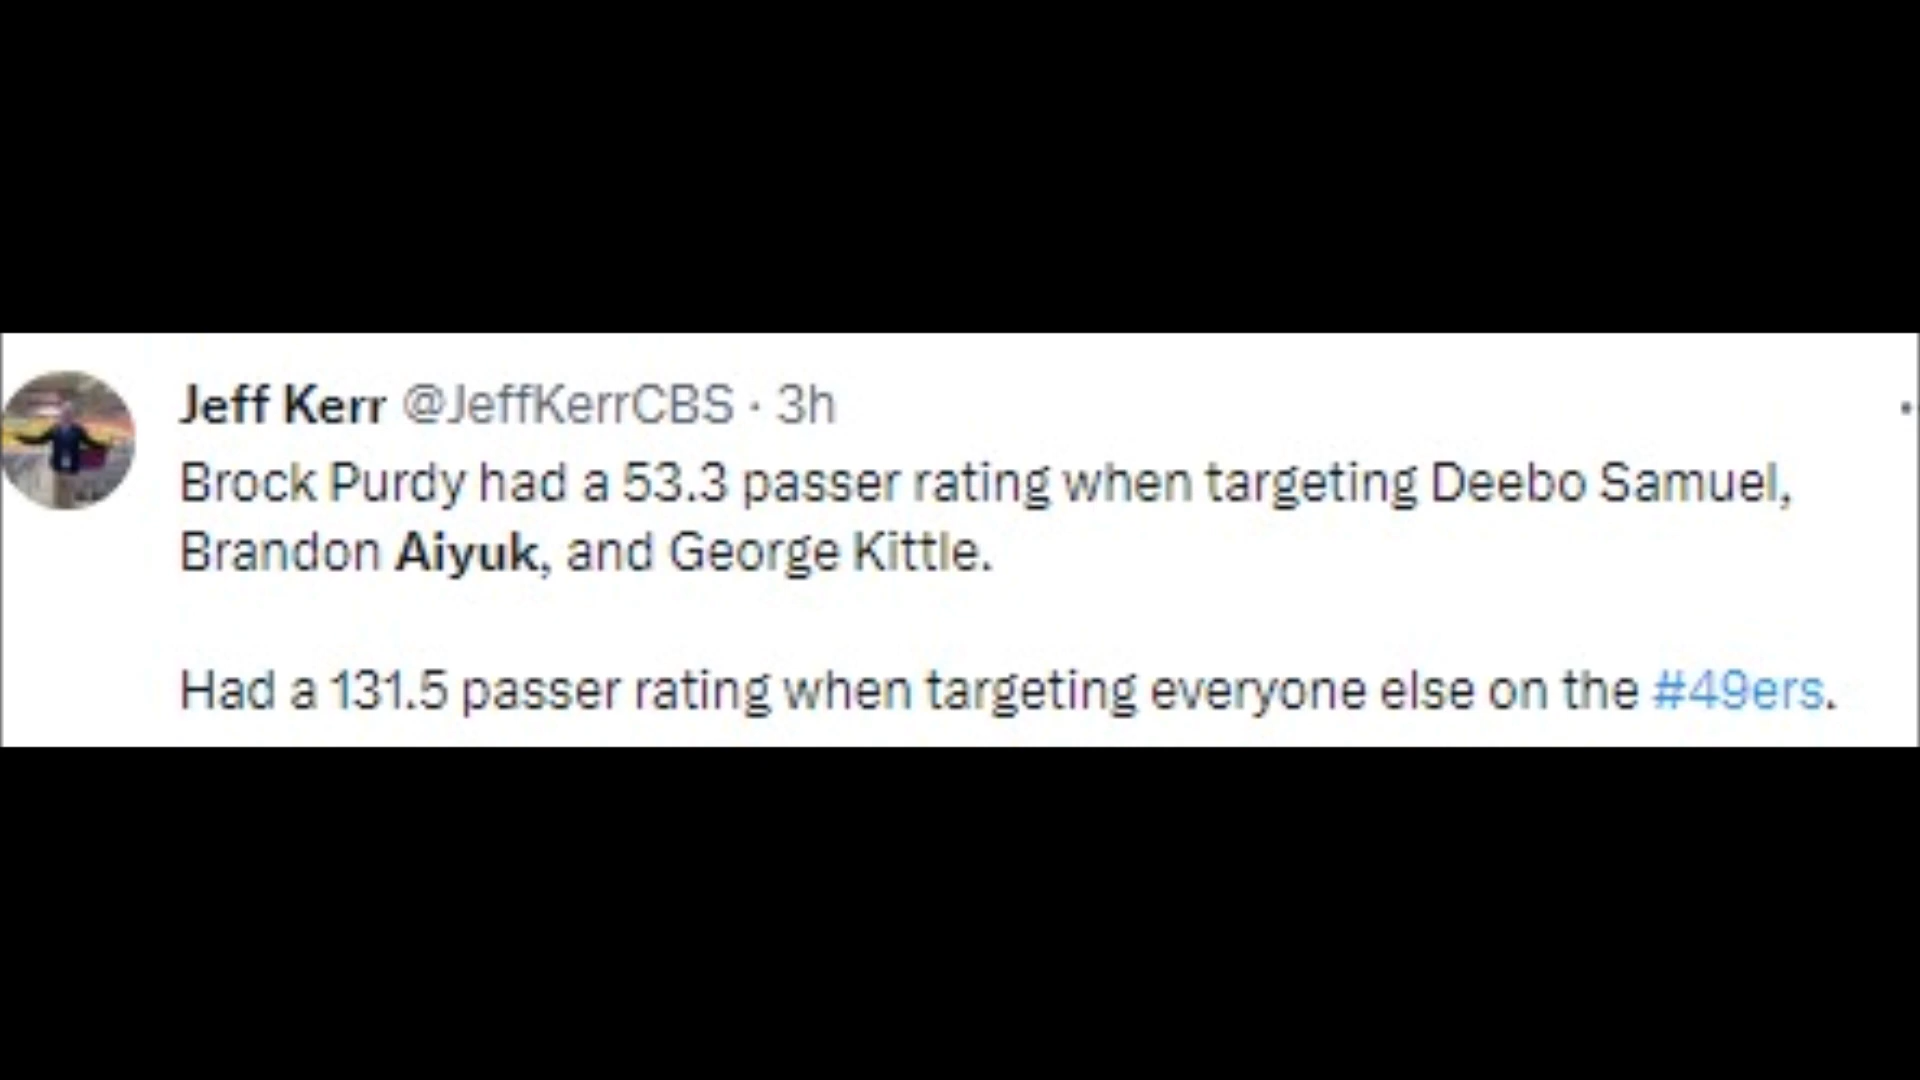 Jeff Kerr @JeffKerrCBS · 3h
Brock Purdy had a 53.3 passer rating when targeting Deebo Samuel,
Brandon Aiyuk, and George Kittle.
Had a 131.5 passer rating when targeting everyone else on the #49ers.